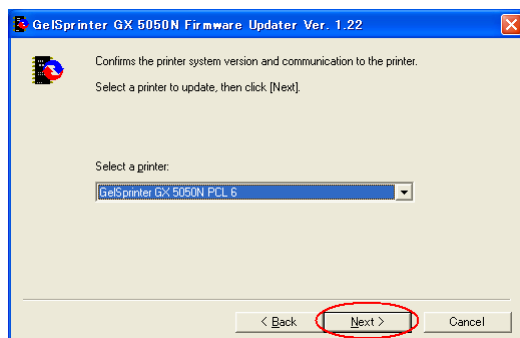 GelSprinter GX 5050N Firmware Updater Ver. 1.22
Confirms the printer system version and communication to the printer.
Select a printer to update, then click [Next].
Select a printer:
GelSprinter GX 5050N PCL 6
< Back
Next >
Cancel